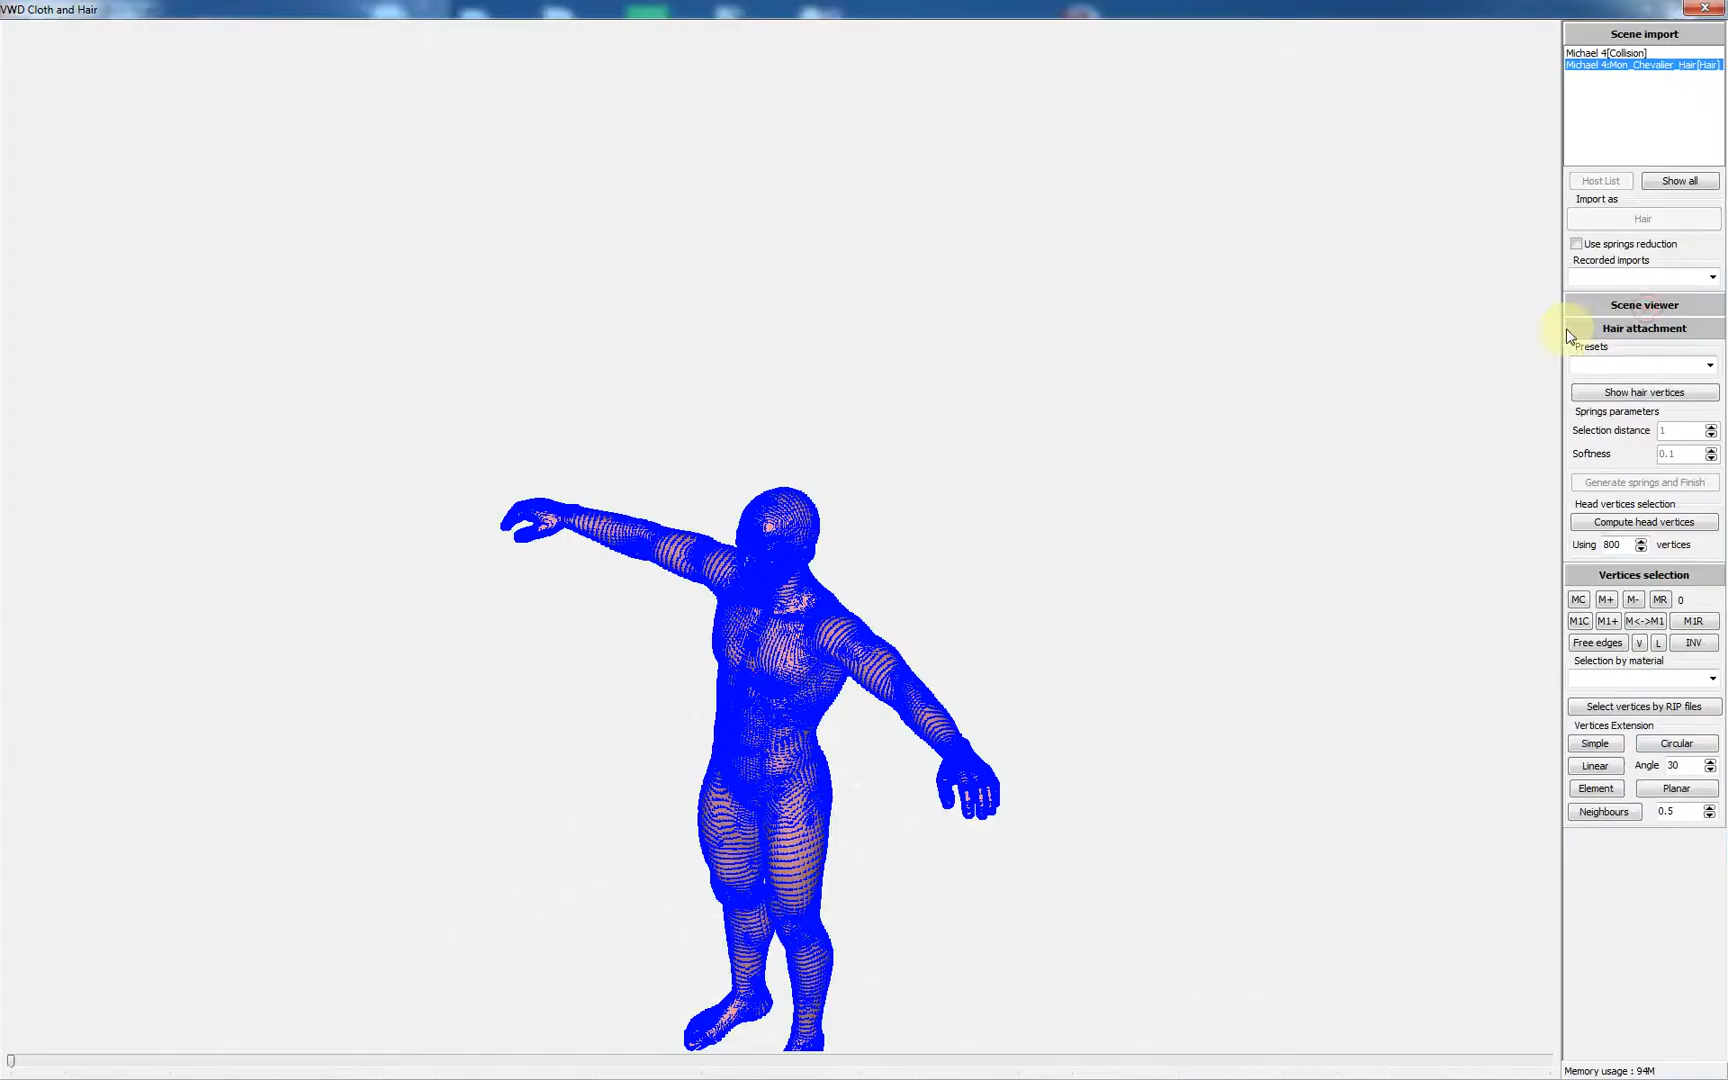 VWD Cloth and Hair
Scene import
Michael 4[Collision]
Michael 4:Mon_Chevalier_Hair[Hair]
Host List Show all
Import as
Hair
Use springs reduction
Recorded imports
Scene viewer
Hair attachment
Presets
Show hair vertices
Springs parameters
Selection distance 1
Softness 0.1
Generate springs and Finish
Head vertices selection
Compute head vertices
Using 800 vertices
Vertices selection
MC M+ M- MR 0
M1C M1+ M<->M1 M1R
Free edges V L INV
Selection by material
Select vertices by RIP files
Vertices Extension
Simple Circular
Linear Angle 30
Element Planar
Neighbours 0.5
Memory usage : 94M